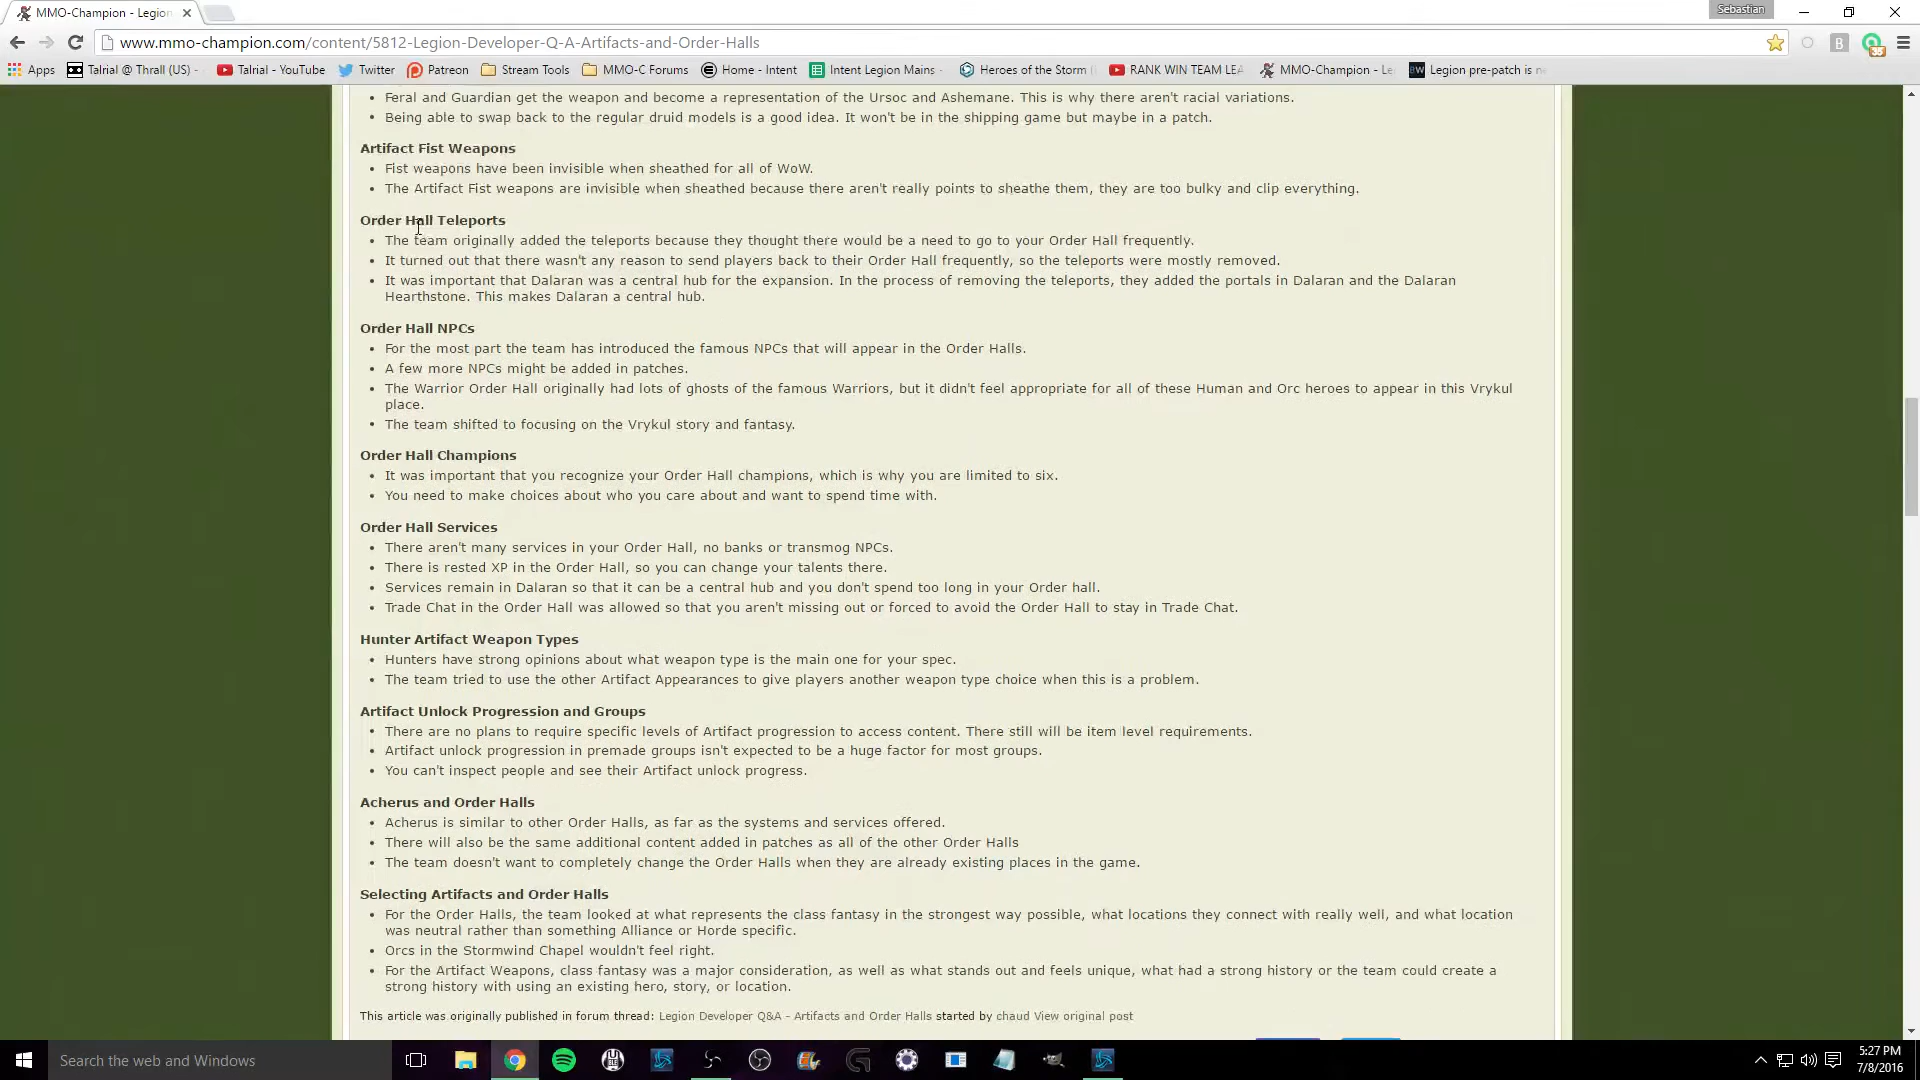 MMO-Champion - Legion
Sebastian
www.mmo-champion.com/content/5812-Legion-Developer-Q-A-Artifacts-and-Order-Halls
Apps Talrial @ Thrall (US) - Talrial - YouTube Twitter Patreon Stream Tools MMO-C Forums Home - Intent Intent Legion Mains - Heroes of the Storm RANK WIN TEAM LEA MMO-Champion - Le Legion pre-patch is n
Feral and Guardian get the weapon and become a representation of the Ursoc and Ashemane. This is why there aren't racial variations.
Being able to swap back to the regular druid models is a good idea. It won't be in the shipping game but maybe in a patch.
Artifact Fist Weapons
Fist weapons have been invisible when sheathed for all of WoW.
The Artifact Fist weapons are invisible when sheathed because there aren't really points to sheathe them, they are too bulky and clip everything.
Order Hall Teleports
The team originally added the teleports because they thought there would be a need to go to your Order Hall frequently.
It turned out that there wasn't any reason to send players back to their Order Hall frequently, so the teleports were mostly removed.
It was important that Dalaran was a central hub for the expansion. In the process of removing the teleports, they added the portals in Dalaran and the Dalaran
Hearthstone. This makes Dalaran a central hub.
Order Hall NPCs
For the most part the team has introduced the famous NPCs that will appear in the Order Halls.
A few more NPCs might be added in patches.
The Warrior Order Hall originally had lots of ghosts of the famous Warriors, but it didn't feel appropriate for all of these Human and Orc heroes to appear in this Vrykul
place.
The team shifted to focusing on the Vrykul story and fantasy.
Order Hall Champions
It was important that you recognize your Order Hall champions, which is why you are limited to six.
You need to make choices about who you care about and want to spend time with.
Order Hall Services
There aren't many services in your Order Hall, no banks or transmog NPCs.
There is rested XP in the Order Hall, so you can change your talents there.
Services remain in Dalaran so that it can be a central hub and you don't spend too long in your Order hall.
Trade Chat in the Order Hall was allowed so that you aren't missing out or forced to avoid the Order Hall to stay in Trade Chat.
Hunter Artifact Weapon Types
Hunters have strong opinions about what weapon type is the main one for your spec.
The team tried to use the other Artifact Appearances to give players another weapon type choice when this is a problem.
Artifact Unlock Progression and Groups
There are no plans to require specific levels of Artifact progression to access content. There still will be item level requirements.
Artifact unlock progression in premade groups isn't expected to be a huge factor for most groups.
You can't inspect people and see their Artifact unlock progress.
Acherus and Order Halls
Acherus is similar to other Order Halls, as far as the systems and services offered.
There will also be the same additional content added in patches as all of the other Order Halls
The team doesn't want to completely change the Order Halls when they are already existing places in the game.
Selecting Artifacts and Order Halls
For the Order Halls, the team looked at what represents the class fantasy in the strongest way possible, what locations they connect with really well, and what location
was neutral rather than something Alliance or Horde specific.
Orcs in the Stormwind Chapel wouldn't feel right.
For the Artifact Weapons, class fantasy was a major consideration, as well as what stands out and feels unique, what had a strong history or the team could create a
strong history with using an existing hero, story, or location.
This article was originally published in forum thread: Legion Developer Q&A - Artifacts and Order Halls started by chaud View original post
Search the web and Windows
5:27 PM
7/8/2016